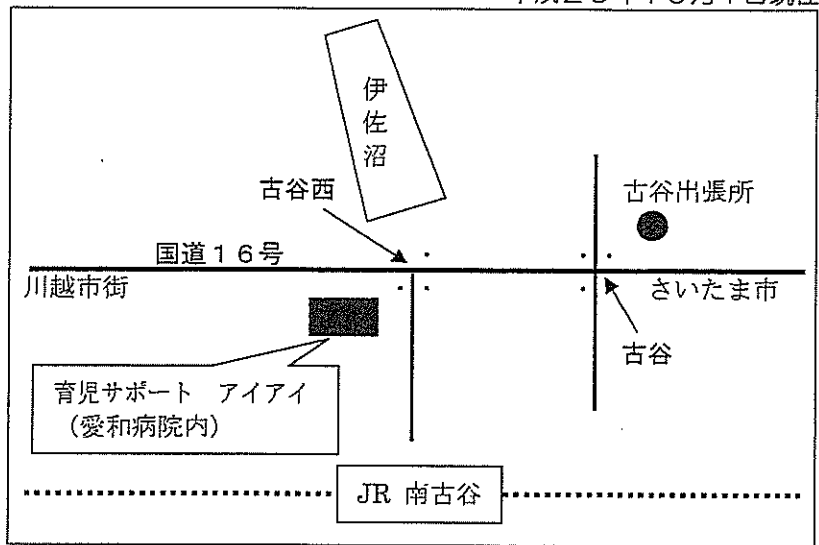 伊佐沼
古谷西
古谷出張所
国道16号
川越市街
さいたま市
古谷
育児サポート アイアイ
(愛和病院内)
JR 南古谷